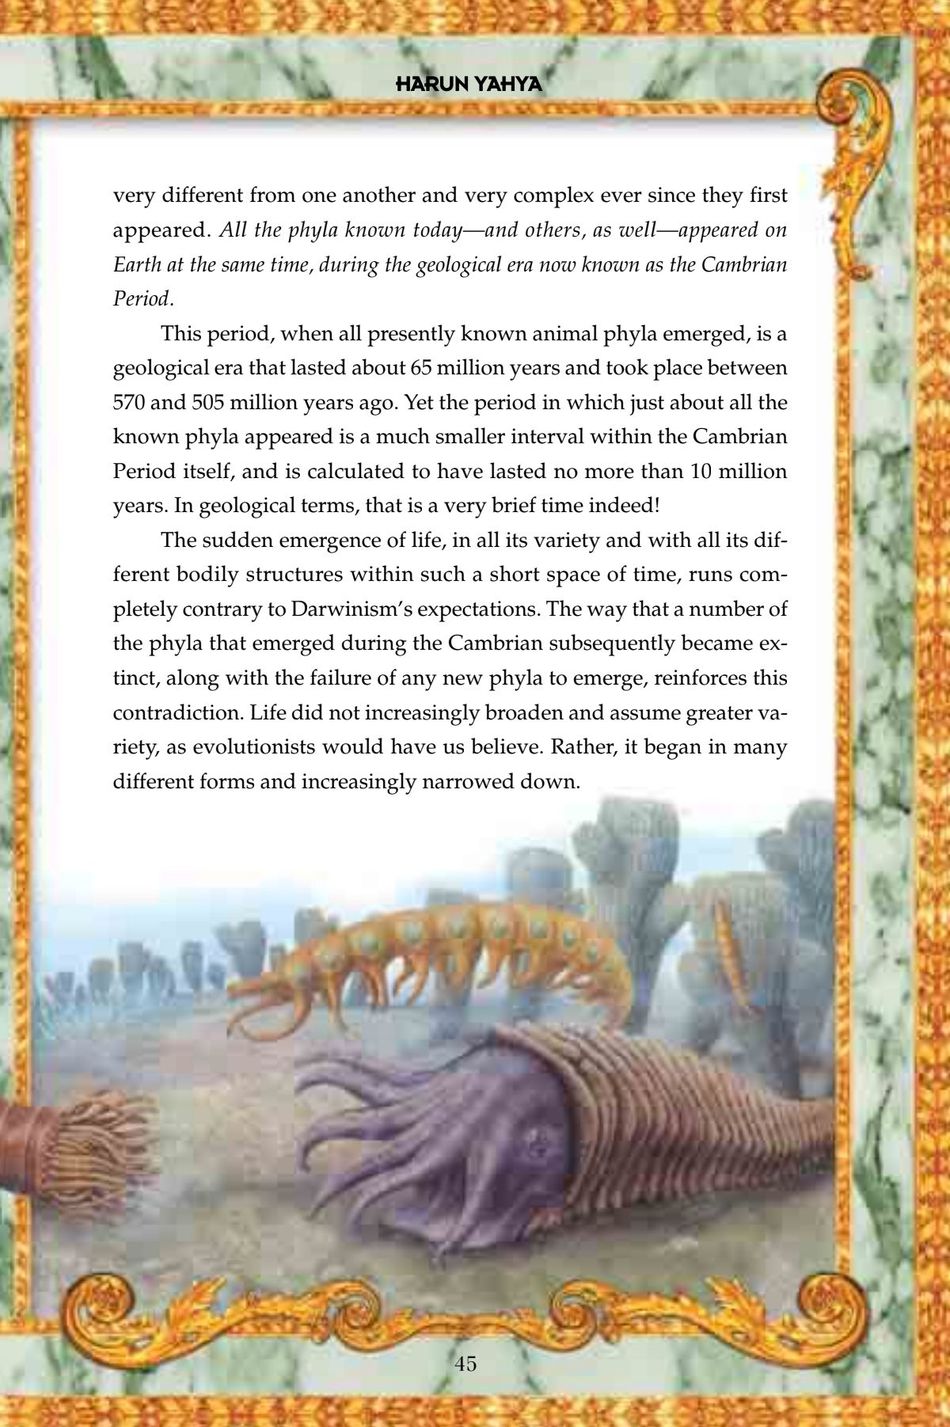 HARUN YAHYA
very different from one another and very complex ever since they first
appeared. All the phyla known today—and others, as well—appeared on
Earth at the same time, during the geological era now known as the Cambrian
Period.
This period, when all presently known animal phyla emerged, is a
geological era that lasted about 65 million years and took place between
570 and 505 million years ago. Yet the period in which just about all the
known phyla appeared is a much smaller interval within the Cambrian
Period itself, and is calculated to have lasted no more than 10 million
years. In geological terms, that is a very brief time indeed!
The sudden emergence of life, in all its variety and with all its dif-
ferent bodily structures within such a short space of time, runs com-
pletely contrary to Darwinism's expectations. The way that a number of
the phyla that emerged during the Cambrian subsequently became ex-
tinct, along with the failure of any new phyla to emerge, reinforces this
contradiction. Life did not increasingly broaden and assume greater va-
riety, as evolutionists would have us believe. Rather, it began in many
different forms and increasingly narrowed down.
45